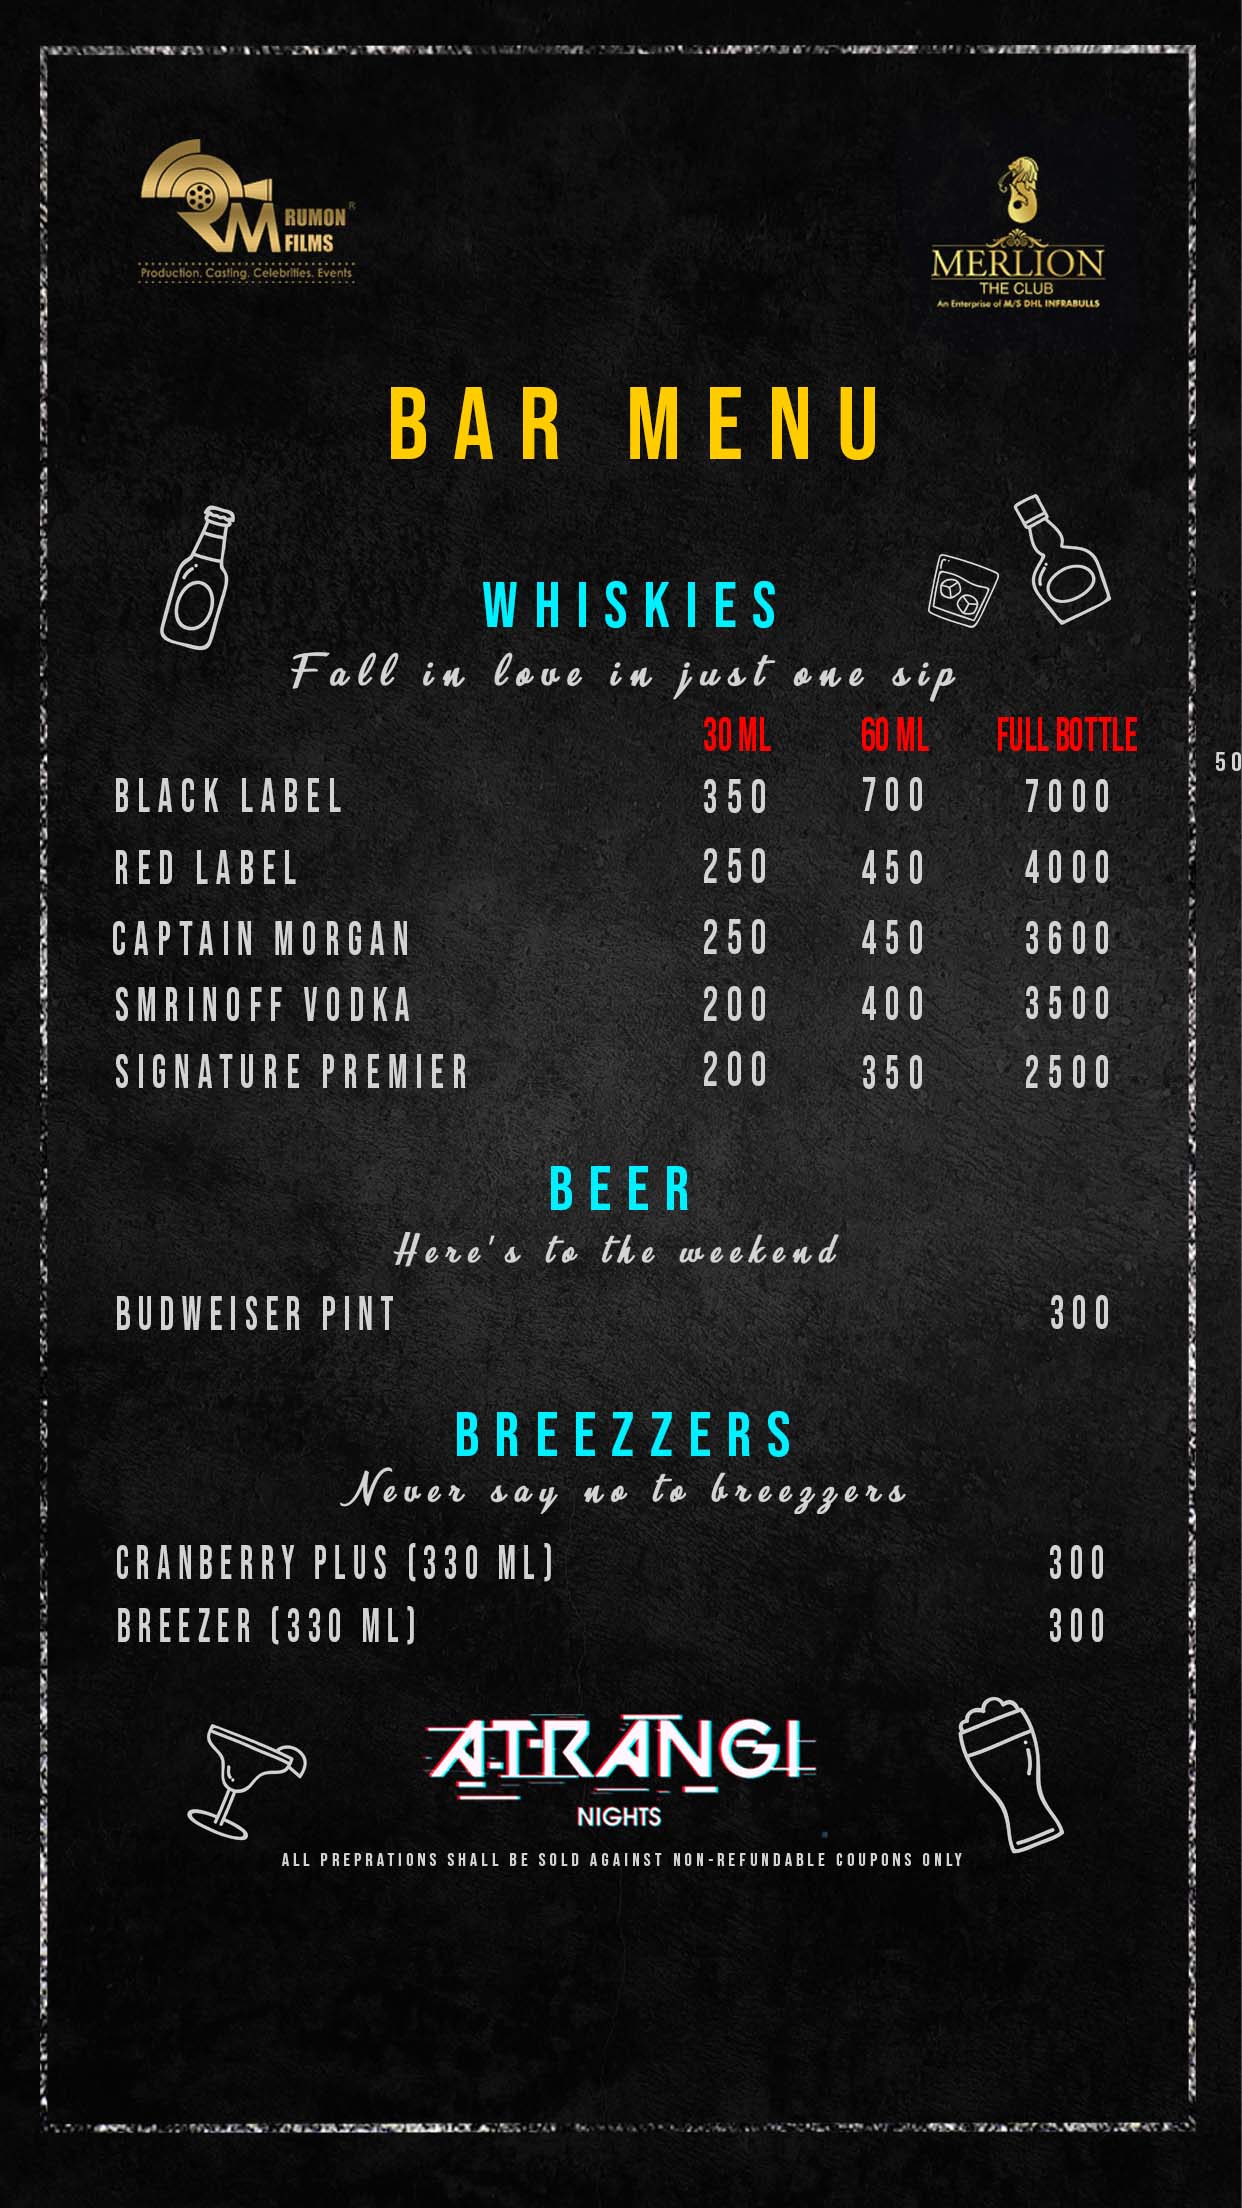 RM RUMON FILMS ®
Production. Casting. Celebrities. Events
MERLION
THE CLUB
An Enterprise of M/S DHL INFRABULLS
BAR MENU
WHISKIES
Fall in love in just one sip
30 ML 60 ML FULL BOTTLE
50
BLACK LABEL 350 700 7000
RED LABEL 250 450 4000
CAPTAIN MORGAN 250 450 3600
SMRINOFF VODKA 200 400 3500
SIGNATURE PREMIER 200 350 2500
BEER
Here's to the weekend
BUDWEISER PINT 300
BREEZZERS
Never say no to breezzers
CRANBERRY PLUS (330 ML) 300
BREEZER (330 ML) 300
ATRANGI
NIGHTS
ALL PREPRATIONS SHALL BE SOLD AGAINST NON-REFUNDABLE COUPONS ONLY